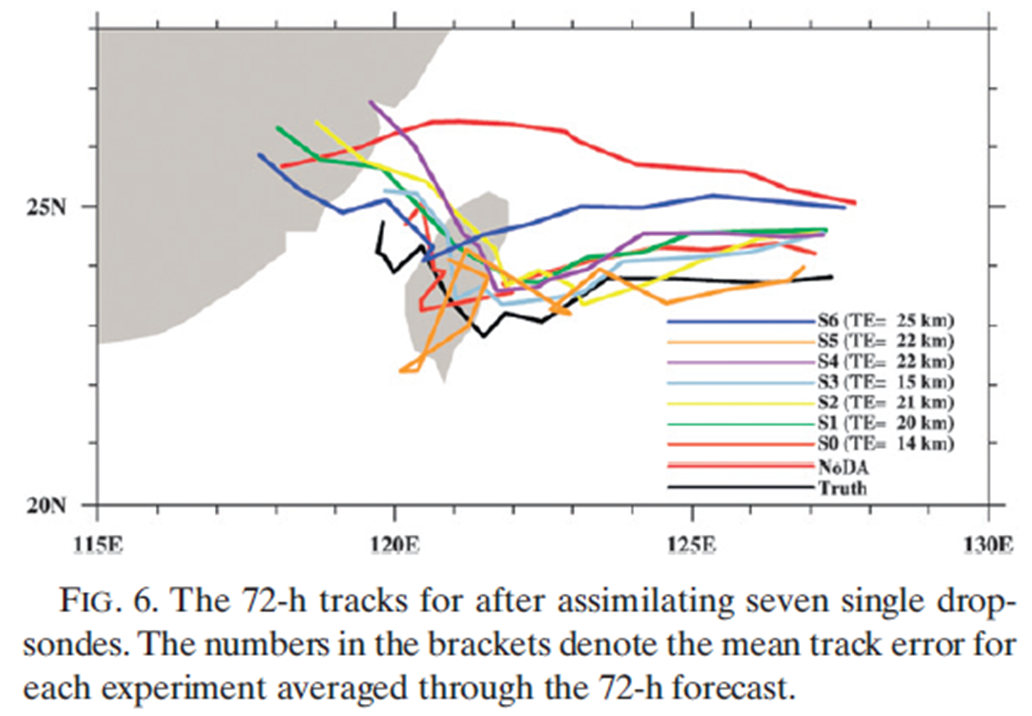 25N
20N
115E
120E
125E
130E
S6 (TE= 25 km)
S5 (TE= 22 km)
S4 (TE= 22 km)
S3 (TE= 15 km)
S2 (TE= 21 km)
S1 (TE= 20 km)
S0 (TE= 14 km)
NoDA
Truth
FIG. 6. The 72-h tracks for after assimilating seven single drop-
sondes. The numbers in the brackets denote the mean track error for
each experiment averaged through the 72-h forecast.